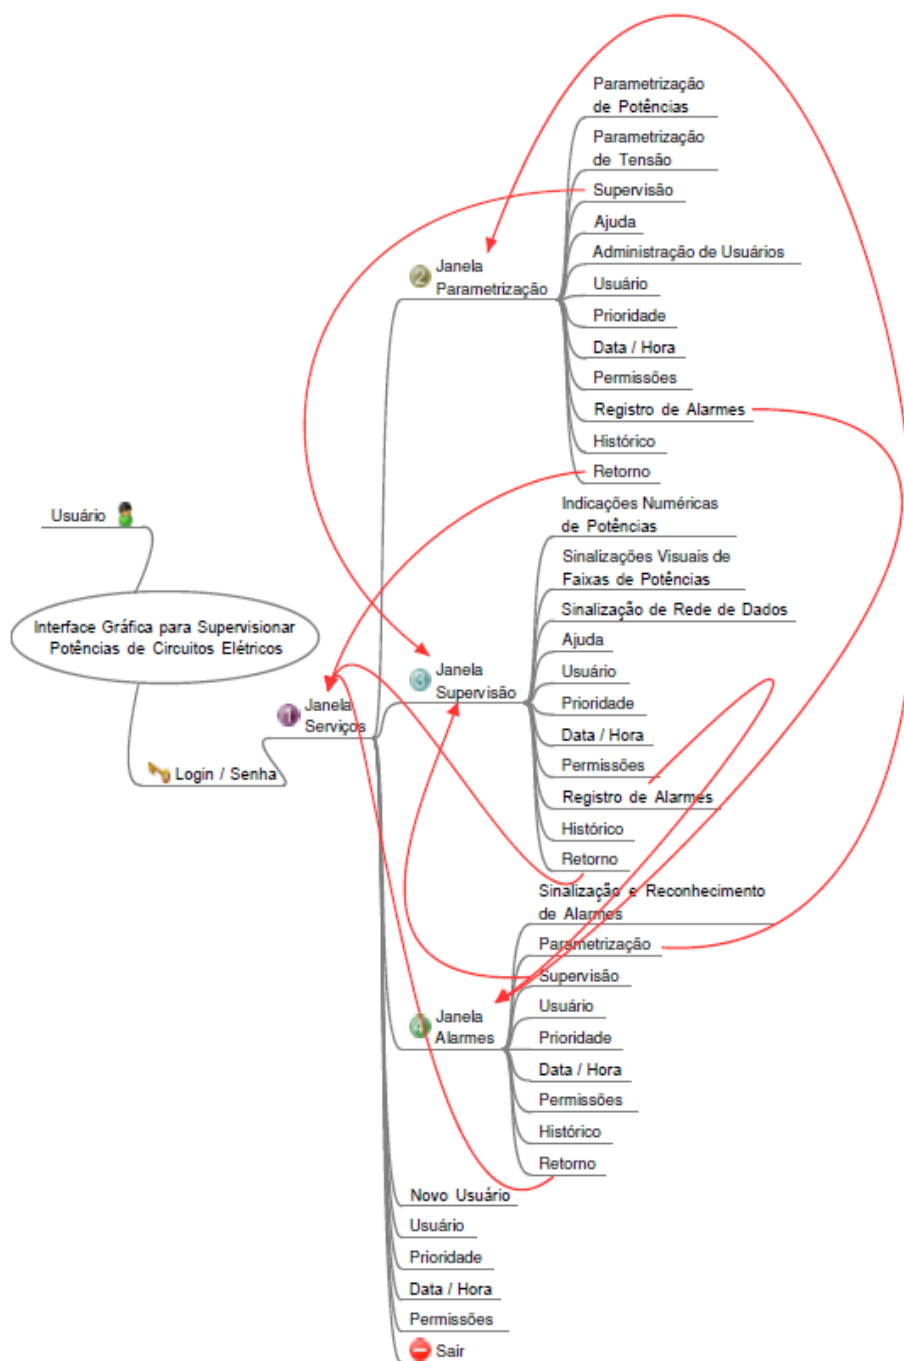 Parametrização
de Potências
Parametrização
de Tensão
Supervisão
Ajuda
2 Janela
Parametrização
Administração de Usuários
Usuário
Prioridade
Data / Hora
Permissões
Registro de Alarmes
Histórico
Retorno
Usuário
Interface Gráfica para Supervisionar
Potências de Circuitos Elétricos
Login / Senha
1 Janela
Serviços
Indicações Numéricas
de Potências
Sinalizações Visuais de
Faixas de Potências
Sinalização de Rede de Dados
Ajuda
3 Janela
Supervisão
Usuário
Prioridade
Data / Hora
Permissões
Registro de Alarmes
Histórico
Retorno
Sinalização e Reconhecimento
de Alarmes
Parametrização
Supervisão
4 Janela
Alarmes
Usuário
Prioridade
Data / Hora
Permissões
Histórico
Retorno
Novo Usuário
Usuário
Prioridade
Data / Hora
Permissões
Sair